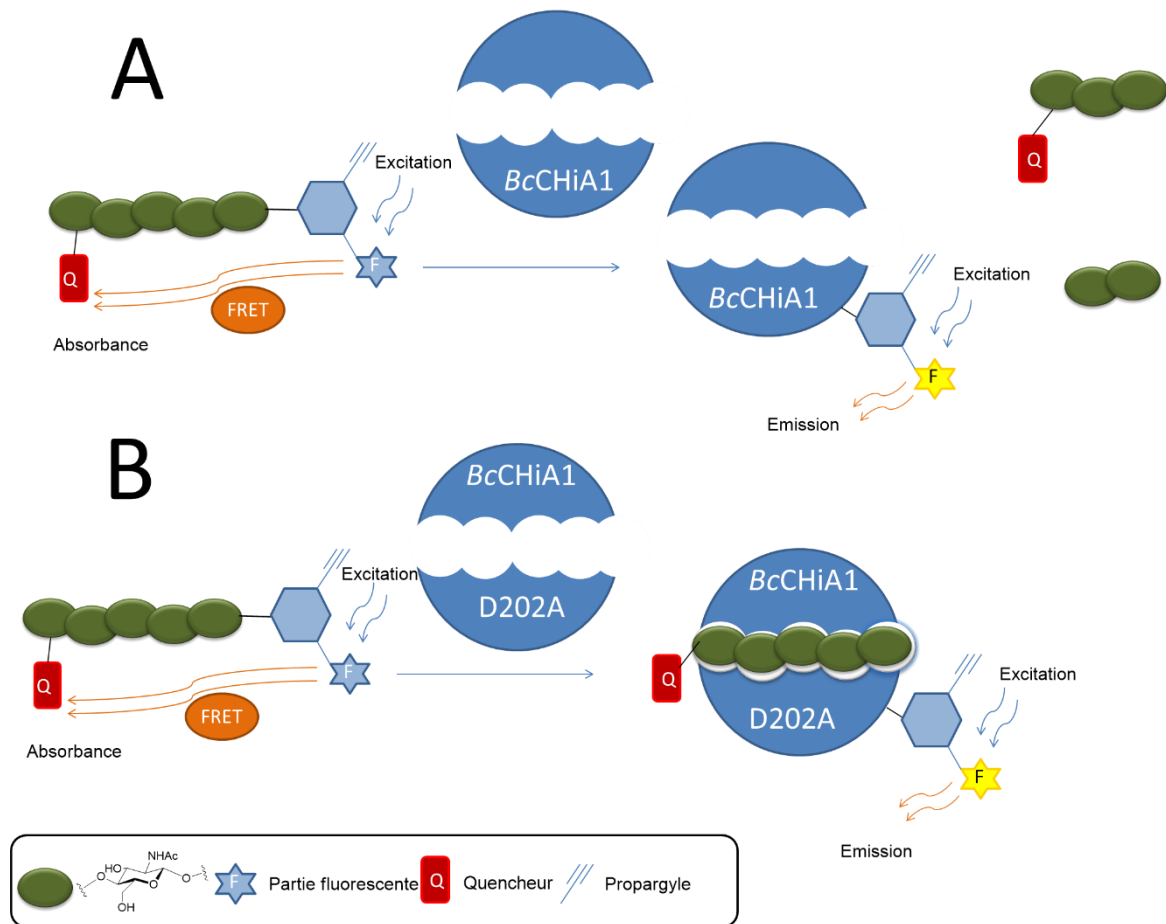 A
Excitation
BcCHiA1
Q
F
FRET
Absorbance
BcCHiA1
Excitation
F
Emission
Q
B
Excitation
BcCHiA1
D202A
Q
F
FRET
Absorbance
BcCHiA1
Q
D202A
Excitation
F
Emission
HO
O
NHAc
O
O
OH
F Partie fluorescente Q Quencheur Propargyle